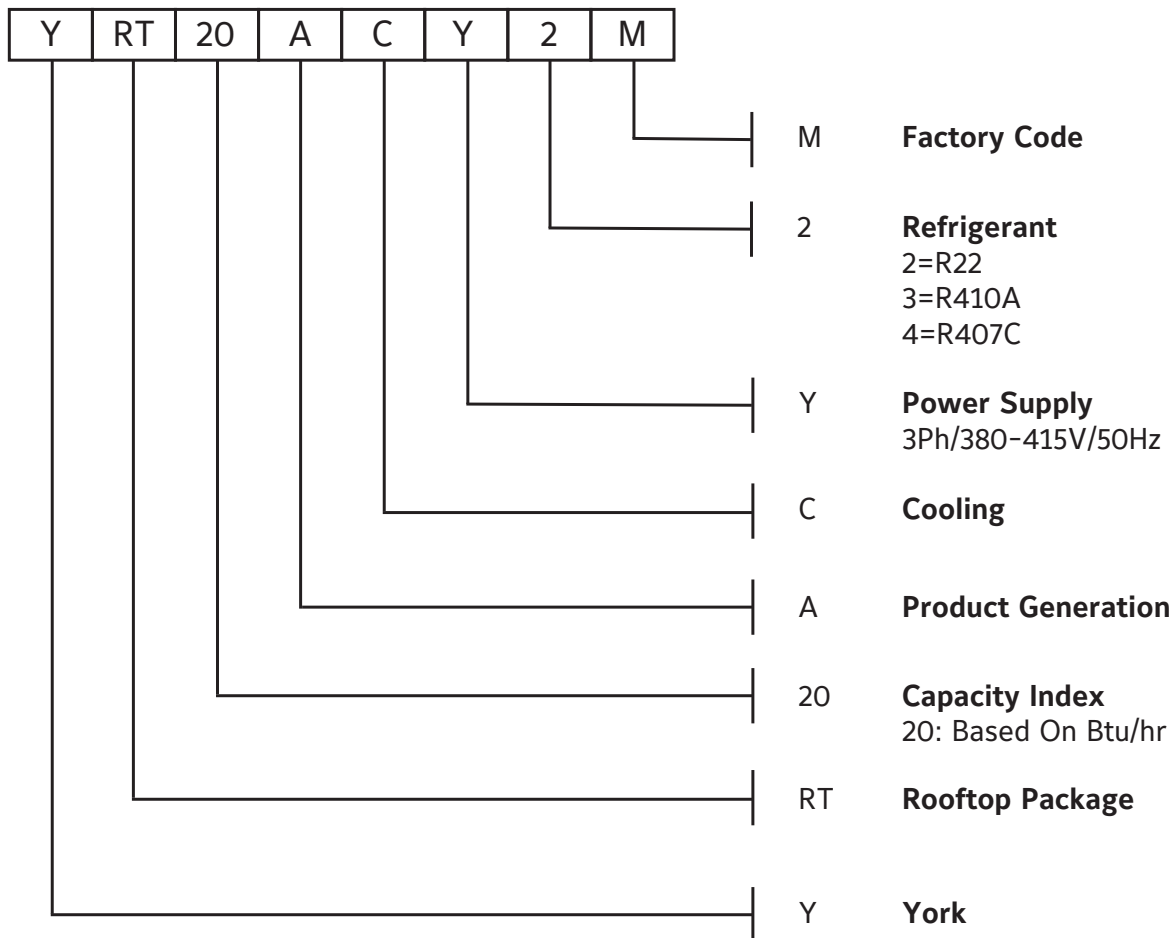 Y RT 20 A C Y 2 M
M Factory Code
2 Refrigerant
2=R22
3=R410A
4=R407C
Y Power Supply
3Ph/380-415V/50Hz
C Cooling
A Product Generation
20 Capacity Index
20: Based On Btu/hr
RT Rooftop Package
Y York